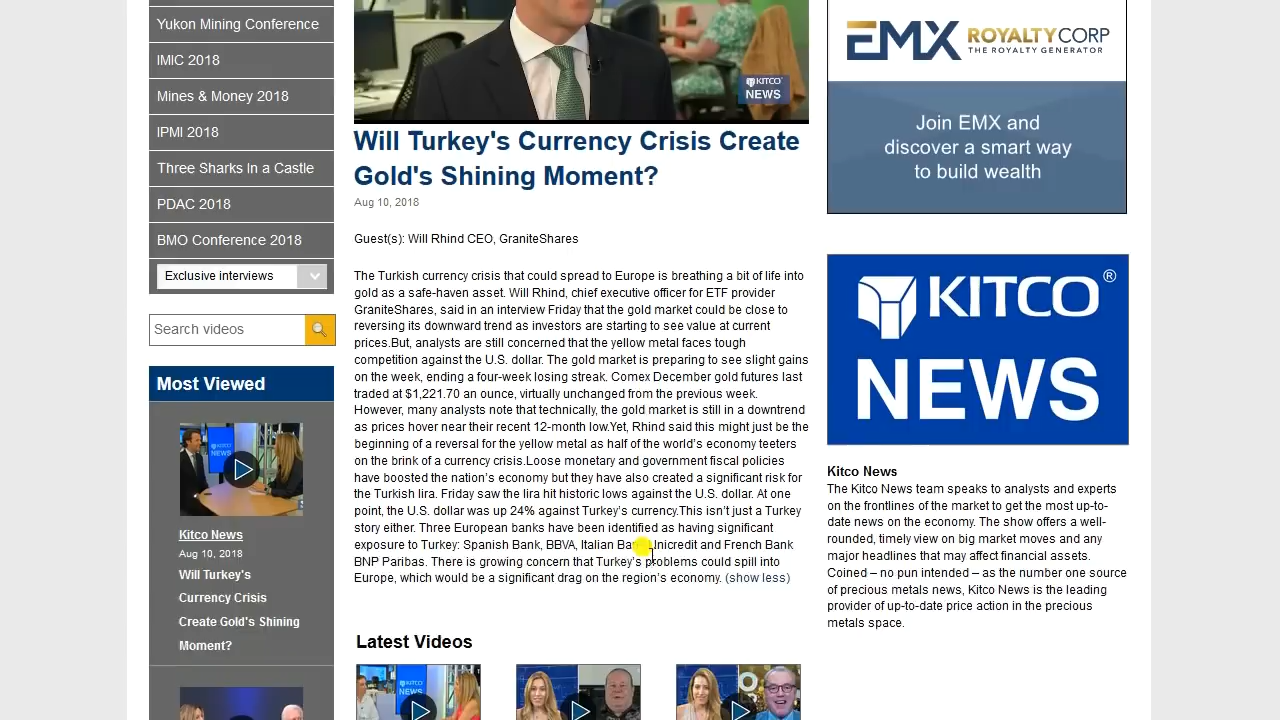 Yukon Mining Conference
IMIC 2018
Mines & Money 2018
IPMI 2018
Three Sharks In a Castle
PDAC 2018
BMO Conference 2018
Exclusive interviews
Search videos
Most Viewed
KITCO
NEWS
Kitco News
Aug 10, 2018
Will Turkey's
Currency Crisis
Create Gold's Shining
Moment?
KITCO
NEWS
Will Turkey's Currency Crisis Create
Gold's Shining Moment?
Aug 10, 2018
Guest(s): Will Rhind CEO, GraniteShares
The Turkish currency crisis that could spread to Europe is breathing a bit of life into
gold as a safe-haven asset. Will Rhind, chief executive officer for ETF provider
GraniteShares, said in an interview Friday that the gold market could be close to
reversing its downward trend as investors are starting to see value at current
prices.But, analysts are still concerned that the yellow metal faces tough
competition against the U.S. dollar. The gold market is preparing to see slight gains
on the week, ending a four-week losing streak. Comex December gold futures last
traded at $1,221.70 an ounce, virtually unchanged from the previous week.
However, many analysts note that technically, the gold market is still in a downtrend
as prices hover near their recent 12-month low.Yet, Rhind said this might just be the
beginning of a reversal for the yellow metal as half of the world's economy teeters
on the brink of a currency crisis.Loose monetary and government fiscal policies
have boosted the nation's economy but they have also created a significant risk for
the Turkish lira. Friday saw the lira hit historic lows against the U.S. dollar. At one
point, the U.S. dollar was up 24% against Turkey's currency.This isn't just a Turkey
story either. Three European banks have been identified as having significant
exposure to Turkey: Spanish Bank, BBVA, Italian Bank Unicredit and French Bank
BNP Paribas. There is growing concern that Turkey's problems could spill into
Europe, which would be a significant drag on the region's economy. (show less)
Latest Videos
KITCO
NEWS
EMX ROYALTYCORP
THE ROYALTY GENERATOR
Join EMX and
discover a smart way
to build wealth
KITCO®
NEWS
Kitco News
The Kitco News team speaks to analysts and experts
on the frontlines of the market to get the most up-to-
date news on the economy. The show offers a well-
rounded, timely view on big market moves and any
major headlines that may affect financial assets.
Coined – no pun intended – as the number one source
of precious metals news, Kitco News is the leading
provider of up-to-date price action in the precious
metals space.